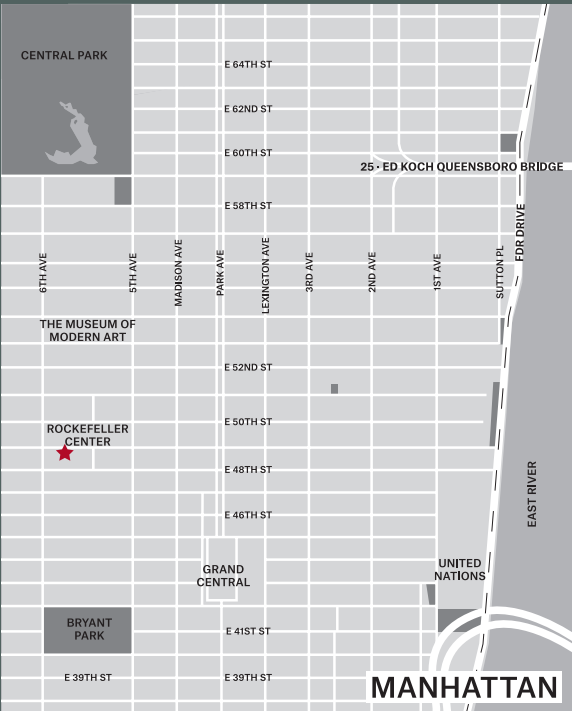 CENTRAL PARK
E 64TH ST
E 62ND ST
E 60TH ST
25 · ED KOCH QUEENSBORO BRIDGE
E 58TH ST
6TH AVE
5TH AVE
MADISON AVE
PARK AVE
LEXINGTON AVE
3RD AVE
2ND AVE
1ST AVE
SUTTON PL
FDR DRIVE
THE MUSEUM OF
MODERN ART
E 52ND ST
ROCKEFELLER
CENTER
E 50TH ST
E 48TH ST
EAST RIVER
E 46TH ST
GRAND
CENTRAL
UNITED
NATIONS
BRYANT
PARK
E 41ST ST
E 39TH ST
E 39TH ST
MANHATTAN